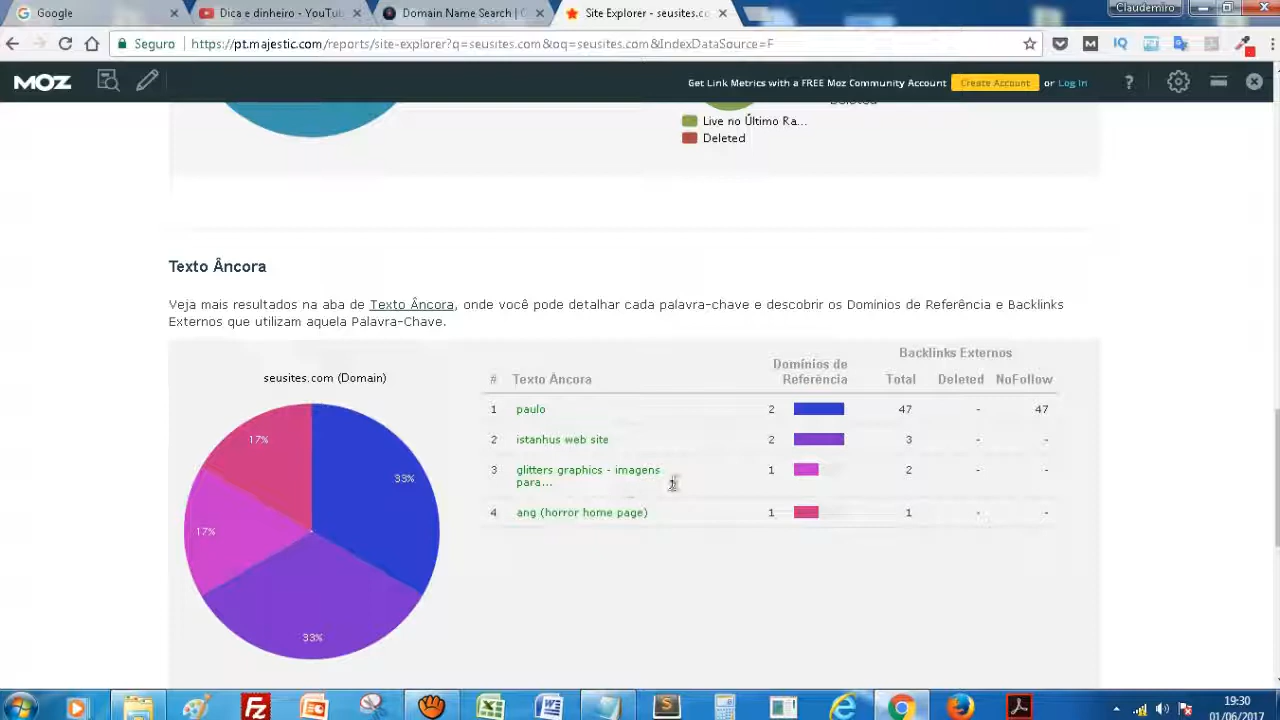 Google
Dica e dinheiro - YouTub
Domain Name Search | C
Site Explorer - seusites.co
Claudemiro
Seguro
https://pt.majestic.com/reports/site-explorer?q=seusites.com&oq=seusites.com&IndexDataSource=F
MOZ
Get Link Metrics with a FREE Moz Community Account
Create Account
or Log In
Deleted
Live no Último Ra...
Deleted
Texto Âncora
Veja mais resultados na aba de Texto Âncora, onde você pode detalhar cada palavra-chave e descobrir os Domínios de Referência e Backlinks
Externos que utilizam aquela Palavra-Chave.
seusites.com (Domain)
33%
33%
17%
17%
Backlinks Externos
# Texto Âncora Domínios de Referência Total Deleted NoFollow
1 paulo 2 47 - 47
2 istanhus web site 2 3 - -
3 glitters graphics - imagens 1 2 - -
para...
4 ang (horror home page) 1 1 - -
19:30
01/06/2017